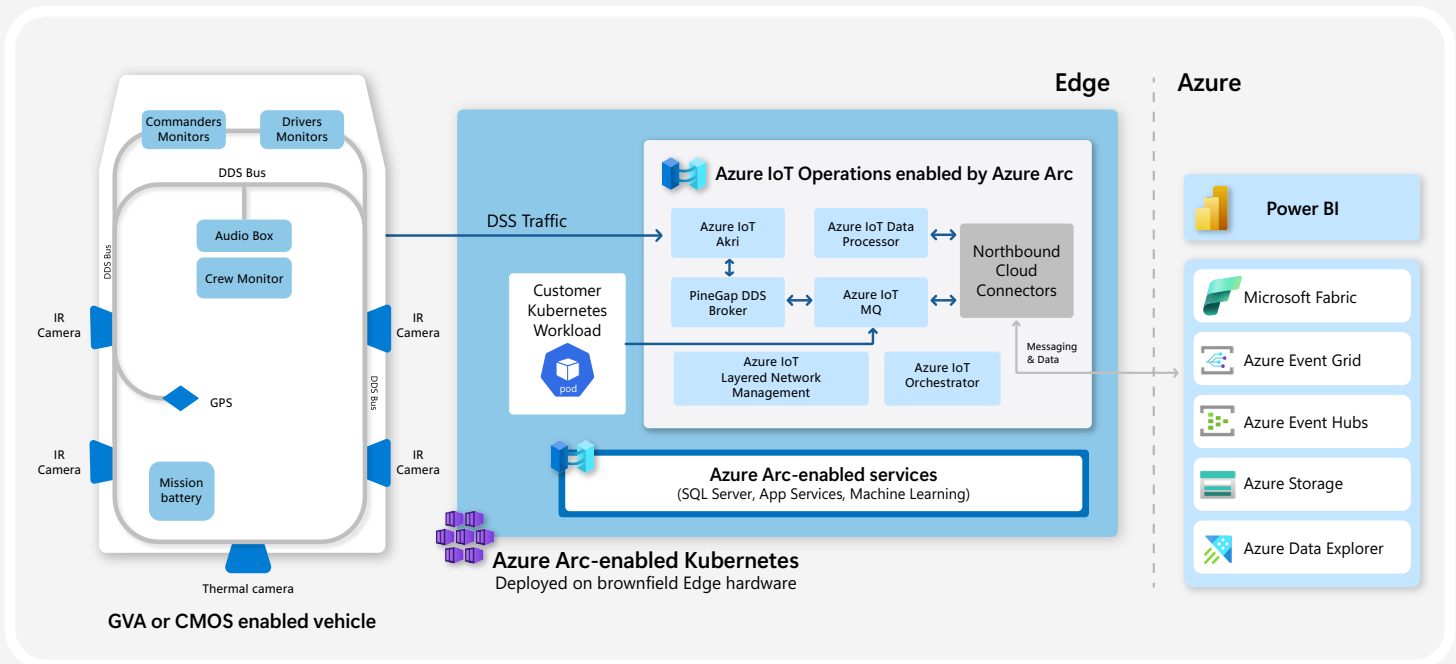 Edge
Azure
Commanders
Monitors
Drivers
Monitors
DDS Bus
Audio Box
Crew Monitor
DDS Bus
IR
Camera
IR
Camera
DDS Bus
GPS
IR
Camera
IR
Camera
Mission
battery
Thermal camera
GVA or CMOS enabled vehicle
DSS Traffic
Azure IoT Operations enabled by Azure Arc
Azure IoT
Akri
Azure IoT Data
Processor
Northbound
Cloud
Connectors
PineGap DDS
Broker
Azure IoT
MQ
Customer
Kubernetes
Workload
pod
Messaging
& Data
Azure IoT
Layered Network
Management
Azure IoT
Orchestrator
Azure Arc-enabled services
(SQL Server, App Services, Machine Learning)
Azure Arc-enabled Kubernetes
Deployed on brownfield Edge hardware
Power BI
Microsoft Fabric
Azure Event Grid
Azure Event Hubs
Azure Storage
Azure Data Explorer